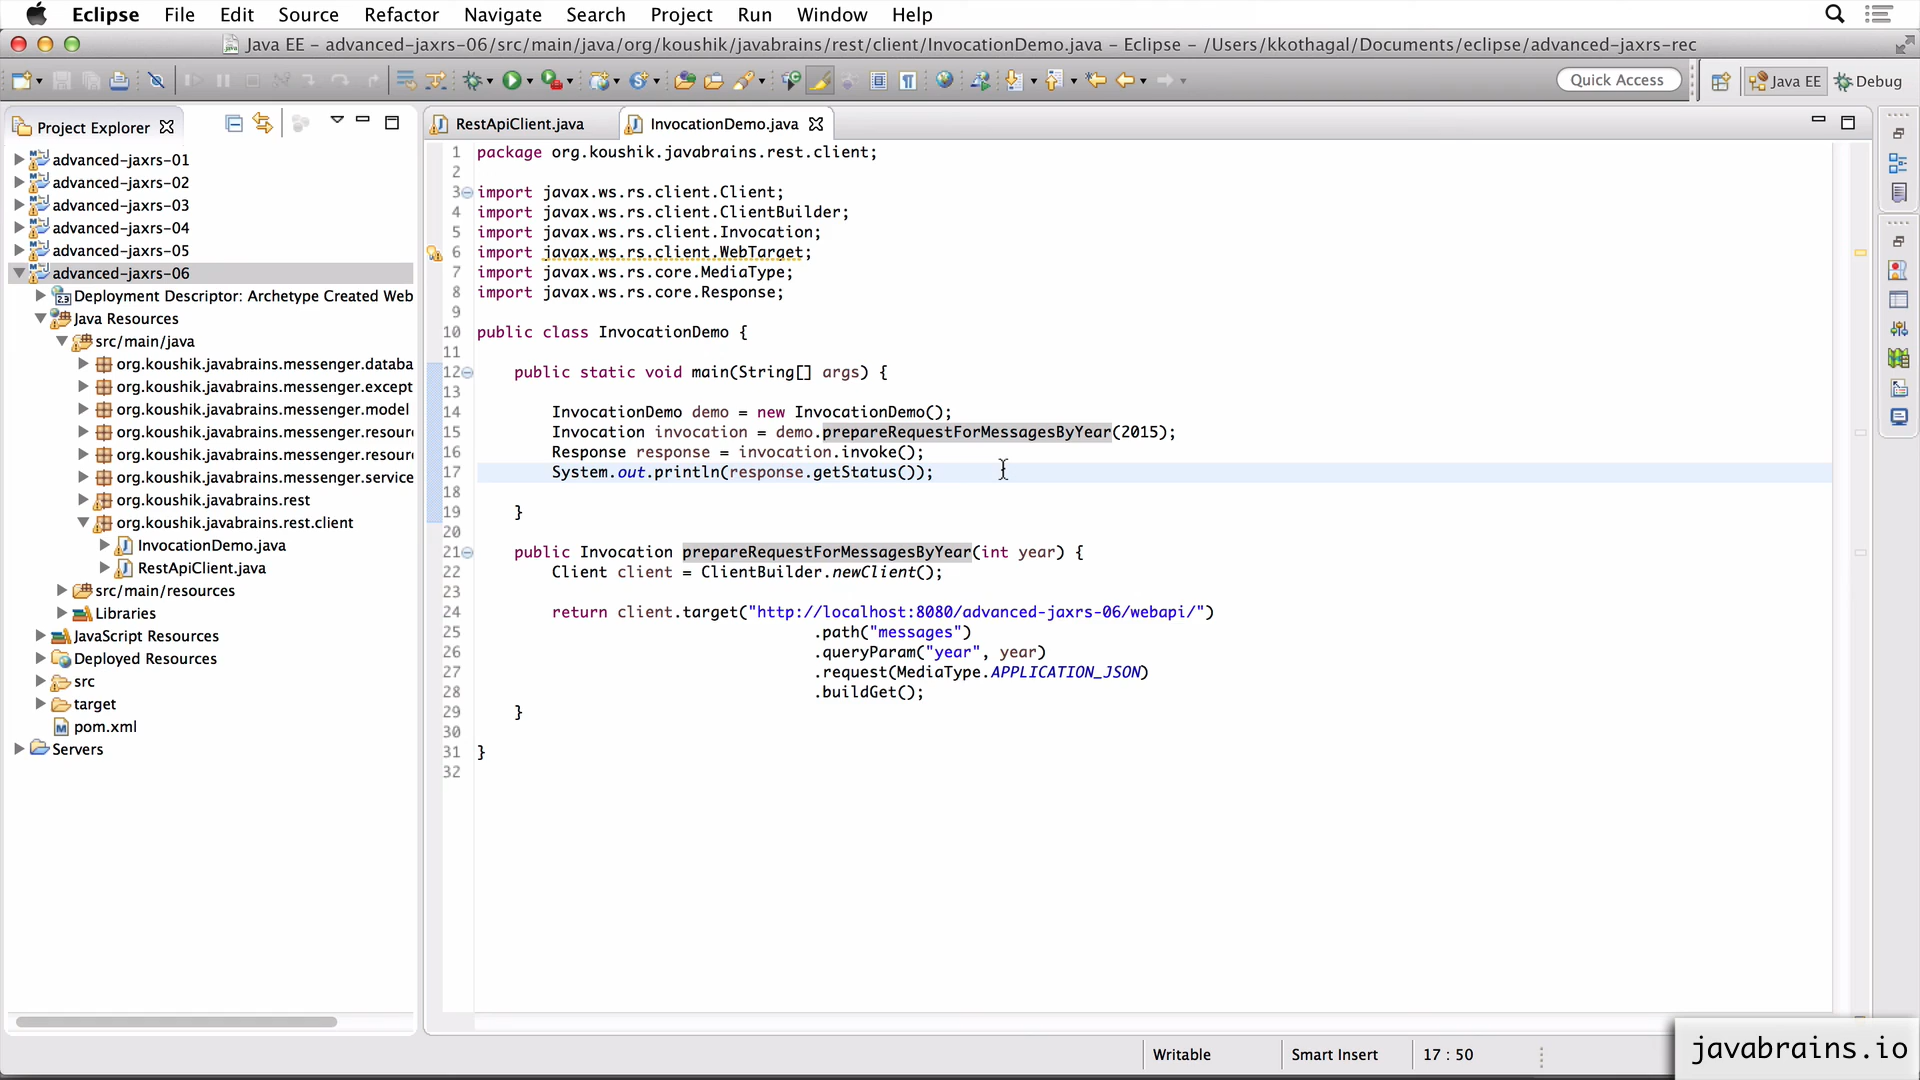 Eclipse File Edit Source Refactor Navigate Search Project Run Window Help
Java EE - advanced-jaxrs-06/src/main/java/org/koushik/javabrains/rest/client/InvocationDemo.java - Eclipse - /Users/kkothagal/Documents/eclipse/advanced-jaxrs-rec
Quick Access Java EE Debug
Project Explorer
RestApiClient.java InvocationDemo.java
advanced-jaxrs-01
advanced-jaxrs-02
advanced-jaxrs-03
advanced-jaxrs-04
advanced-jaxrs-05
advanced-jaxrs-06
Deployment Descriptor: Archetype Created Web
Java Resources
src/main/java
org.koushik.javabrains.messenger.databa
org.koushik.javabrains.messenger.except
org.koushik.javabrains.messenger.model
org.koushik.javabrains.messenger.resour
org.koushik.javabrains.messenger.resour
org.koushik.javabrains.messenger.service
org.koushik.javabrains.rest
org.koushik.javabrains.rest.client
InvocationDemo.java
RestApiClient.java
src/main/resources
Libraries
JavaScript Resources
Deployed Resources
src
target
pom.xml
Servers
1 package org.koushik.javabrains.rest.client;
2
3 import javax.ws.rs.client.Client;
4 import javax.ws.rs.client.ClientBuilder;
5 import javax.ws.rs.client.Invocation;
6 import javax.ws.rs.client.WebTarget;
7 import javax.ws.rs.core.MediaType;
8 import javax.ws.rs.core.Response;
9
10 public class InvocationDemo {
11
12 public static void main(String[] args) {
13
14 InvocationDemo demo = new InvocationDemo();
15 Invocation invocation = demo.prepareRequestForMessagesByYear(2015);
16 Response response = invocation.invoke();
17 System.out.println(response.getStatus());
18
19 }
20
21 public Invocation prepareRequestForMessagesByYear(int year) {
22 Client client = ClientBuilder.newClient();
23
24 return client.target("http://localhost:8080/advanced-jaxrs-06/webapi/")
25 .path("messages")
26 .queryParam("year", year)
27 .request(MediaType.APPLICATION_JSON)
28 .buildGet();
29 }
30
31 }
32
Writable Smart Insert 17 : 50
javabrains.io